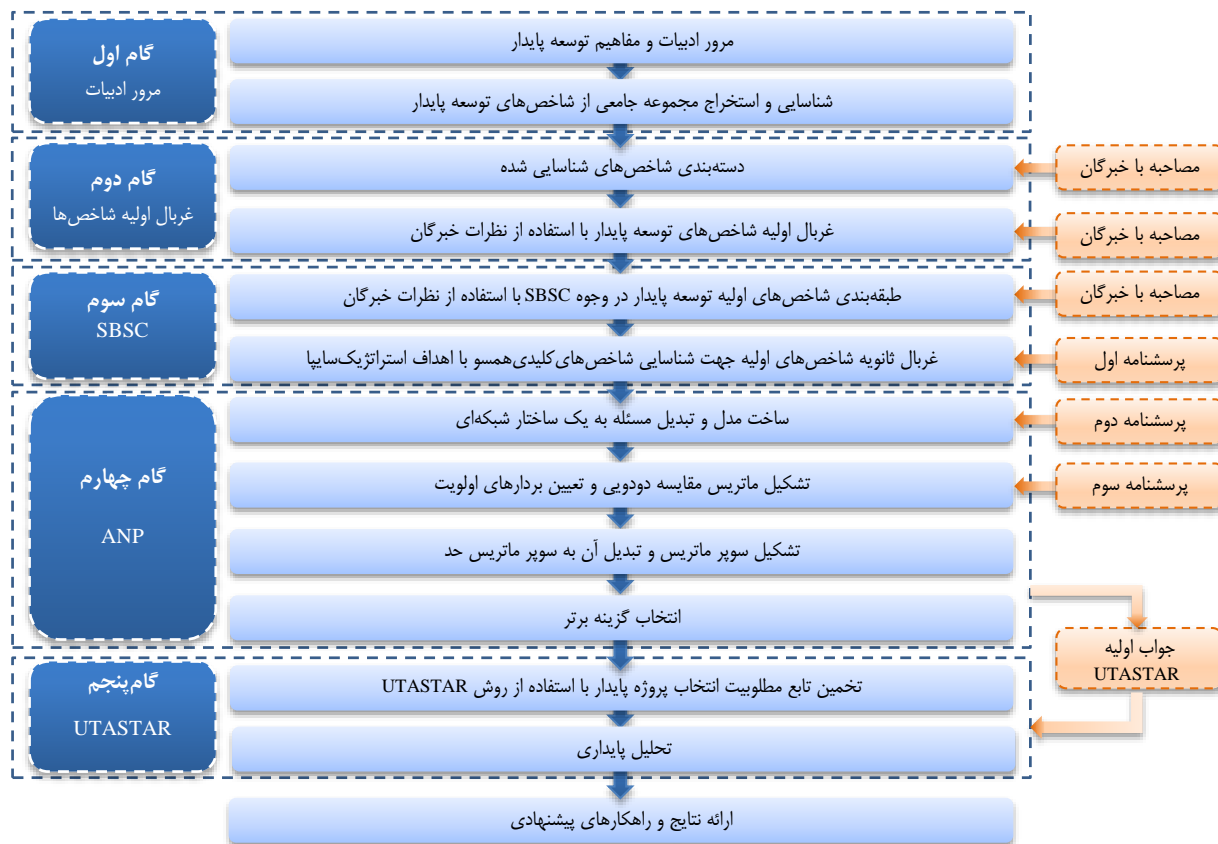 گام اول
مرور ادبیات
مرور ادبیات و مفاهیم توسعه پایدار
شناسایی و استخراج مجموعه جامعی از شاخص‌های توسعه پایدار
گام دوم
غربال اولیه شاخص‌ها
دسته‌بندی شاخص‌های شناسایی شده
مصاحبه با خبرگان
غربال اولیه شاخص‌های توسعه پایدار با استفاده از نظرات خبرگان
مصاحبه با خبرگان
گام سوم
SBSC
طبقه‌بندی شاخص‌های اولیه توسعه پایدار در وجوه SBSC با استفاده از نظرات خبرگان
مصاحبه با خبرگان
غربال ثانویه شاخص‌های اولیه جهت شناسایی شاخص‌های‌کلیدی‌همسو با اهداف استراتژیک‌سایپا
پرسشنامه اول
گام چهارم
ANP
ساخت مدل و تبدیل مسئله به یک ساختار شبکه‌ای
پرسشنامه دوم
تشکیل ماتریس مقایسه دودویی و تعیین بردارهای اولویت
پرسشنامه سوم
تشکیل سوپر ماتریس و تبدیل آن به سوپر ماتریس حد
انتخاب گزینه برتر
جواب اولیه
UTASTAR
گام‌پنجم
UTASTAR
تخمین تابع مطلوبیت انتخاب پروژه پایدار با استفاده از روش UTASTAR
تحلیل پایداری
ارائه نتایج و راهکارهای پیشنهادی